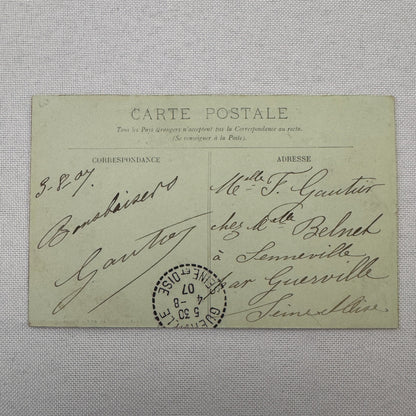 CARTE POSTALE
Tous les Pays étrangers n'acceptent pas la Correspondance au recto.
(Se renseigner à la Poste).
CORRESPONDANCE
3-8-07
Bons baisers
Gautier
ADRESSE
Melle F. Gautier
chez Melle Belnet
à Senneville
par Guerville
Seine et Oise
GUERVILLE
SEINE ET OISE
5 30
4 -8
07